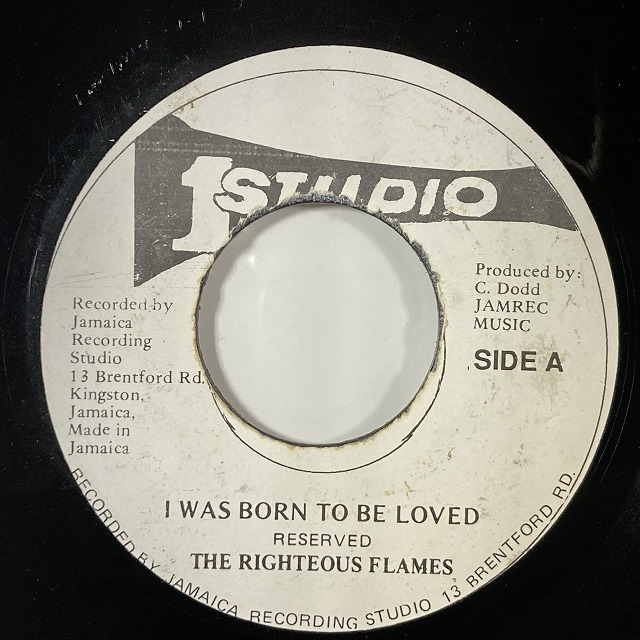 1 STUDIO
Produced by:
C. Dodd
JAMREC
MUSIC
SIDE A
Recorded by
Jamaica
Recording
Studio
13 Brentford Rd.
Kingston,
Jamaica,
Made in
Jamaica
I WAS BORN TO BE LOVED
RESERVED
THE RIGHTEOUS FLAMES
RECORDED BY JAMAICA RECORDING STUDIO 13 BRENTFORD RD.